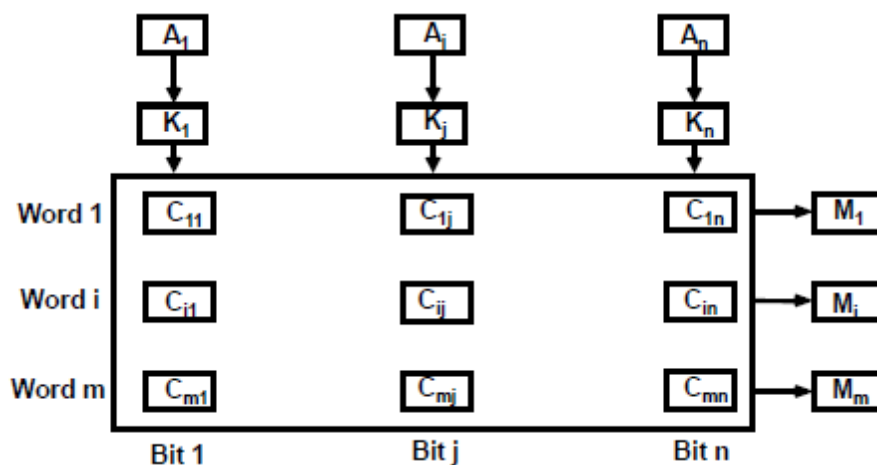 A₁ Aⱼ Aₙ
K₁ Kⱼ Kₙ
Word 1 C₁₁ C₁ⱼ C₁ₙ M₁
Word i Cᵢ₁ Cᵢⱼ Cᵢₙ Mᵢ
Word m Cₘ₁ Cₘⱼ Cₘₙ Mₘ
Bit 1 Bit j Bit n